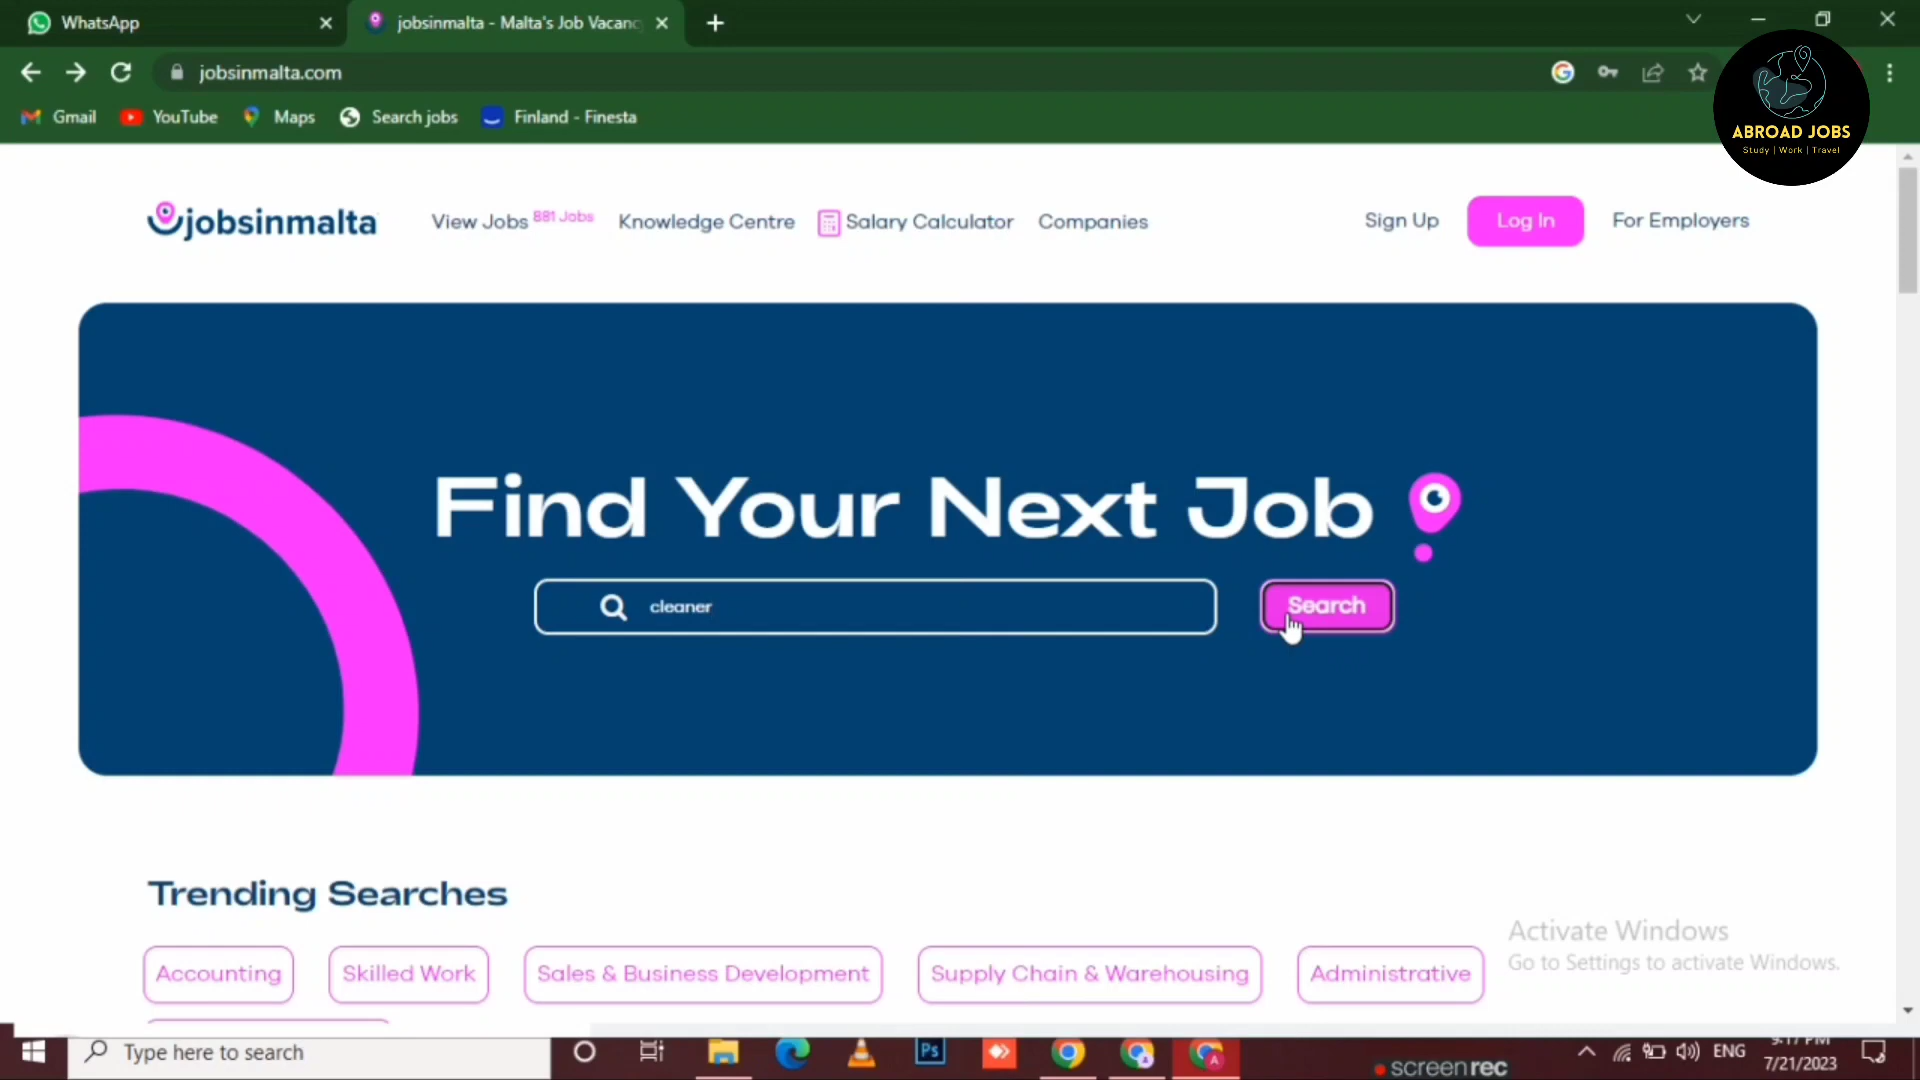 WhatsApp
jobsinmalta - Malta's Job Vacanc
jobsinmalta.com
Gmail
YouTube
Maps
Search jobs
Finland - Finesta
ABROAD JOBS
Study | Work | Travel
jobsinmalta
View Jobs 881 Jobs
Knowledge Centre
Salary Calculator
Companies
Sign Up
Log In
For Employers
Find Your Next Job
cleaner
Search
Trending Searches
Accounting
Skilled Work
Sales & Business Development
Supply Chain & Warehousing
Administrative
Activate Windows
Go to Settings to activate Windows.
Type here to search
Ps
screenrec
ENG
9:17 PM
7/21/2023